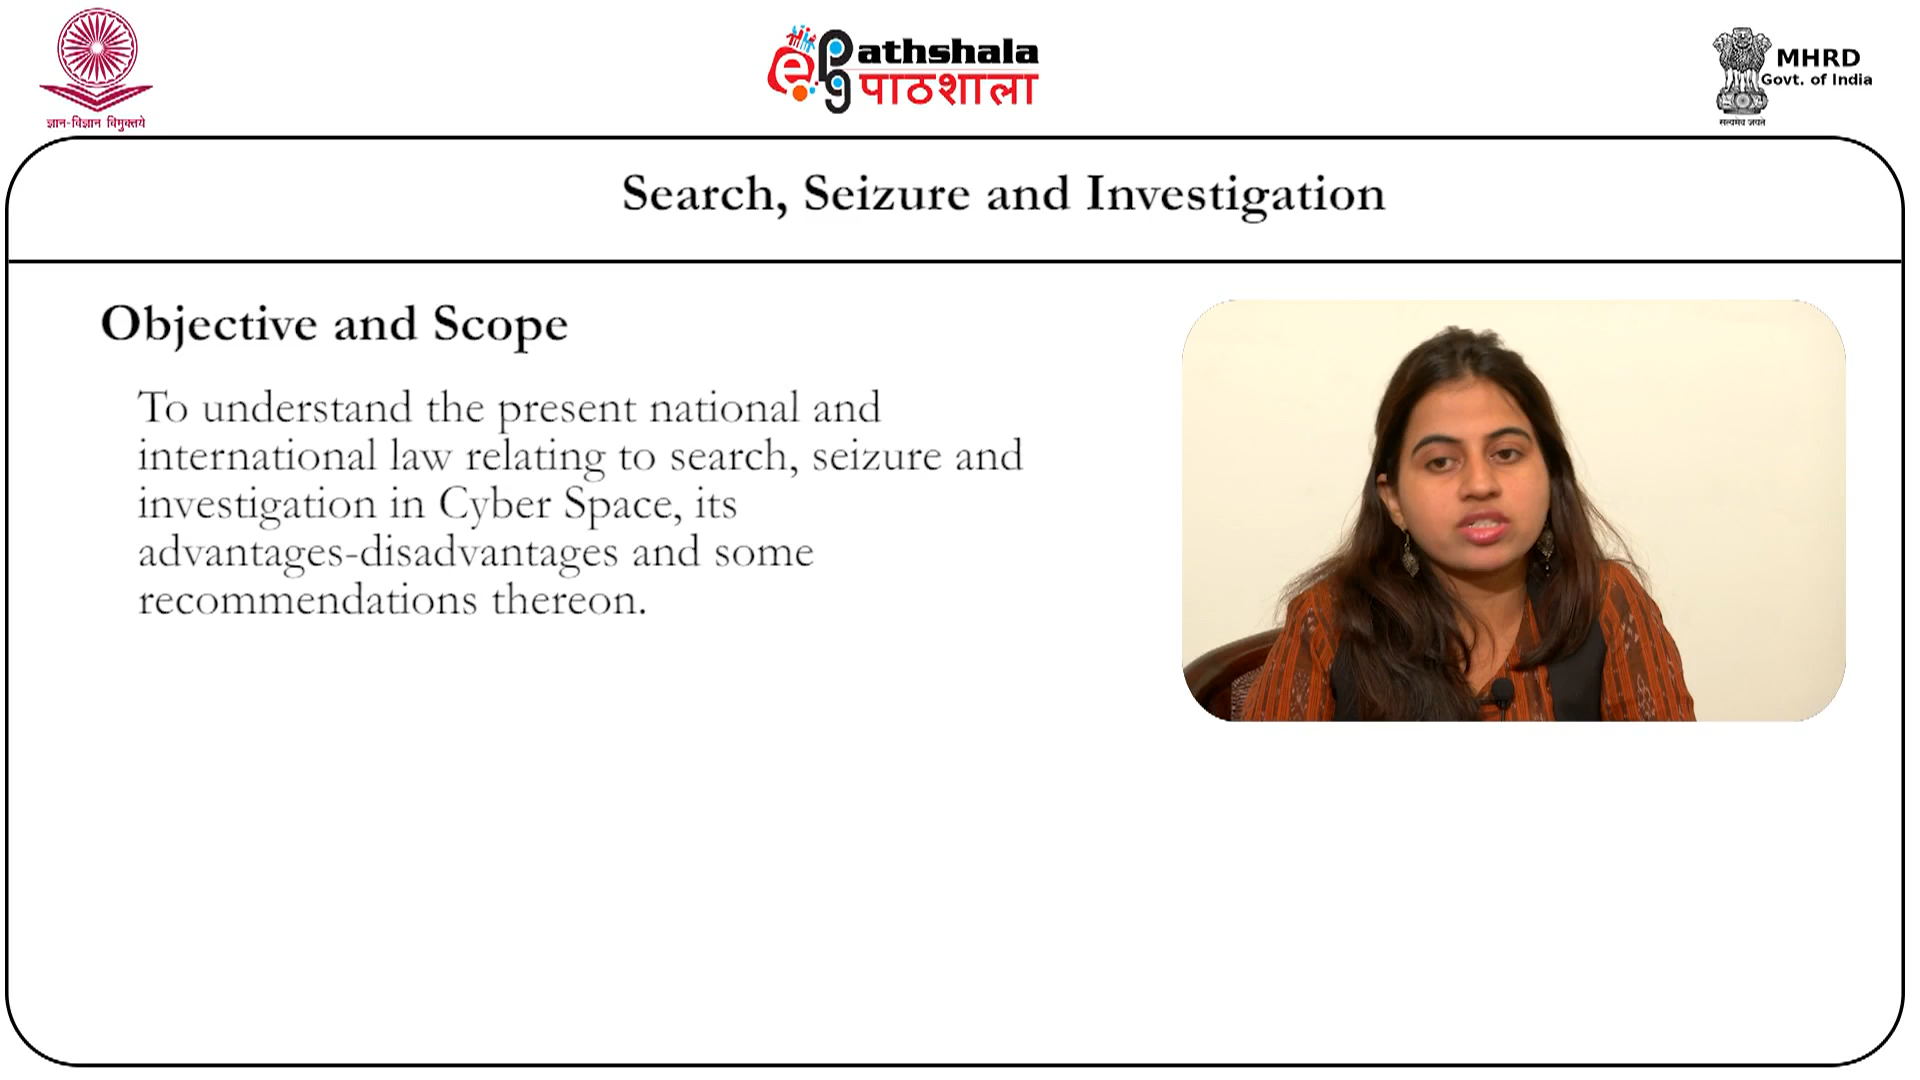 ज्ञान-विज्ञान विमुक्तये
ePGathshala
पाठशाला
MHRD
Govt. of India
सत्यमेव जयते
Search, Seizure and Investigation
Objective and Scope
To understand the present national and
international law relating to search, seizure and
investigation in Cyber Space, its
advantages-disadvantages and some
recommendations thereon.